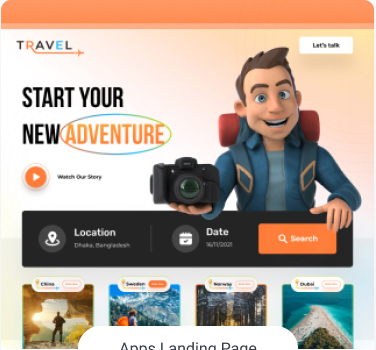 TRAVEL
Let's talk
START YOUR
NEW ADVENTURE
Watch Our Story
Location
Dhaka, Bangladesh
Date
16/11/2021
Search
China
Sweden
Norway
Dubai
Apps Landing Page